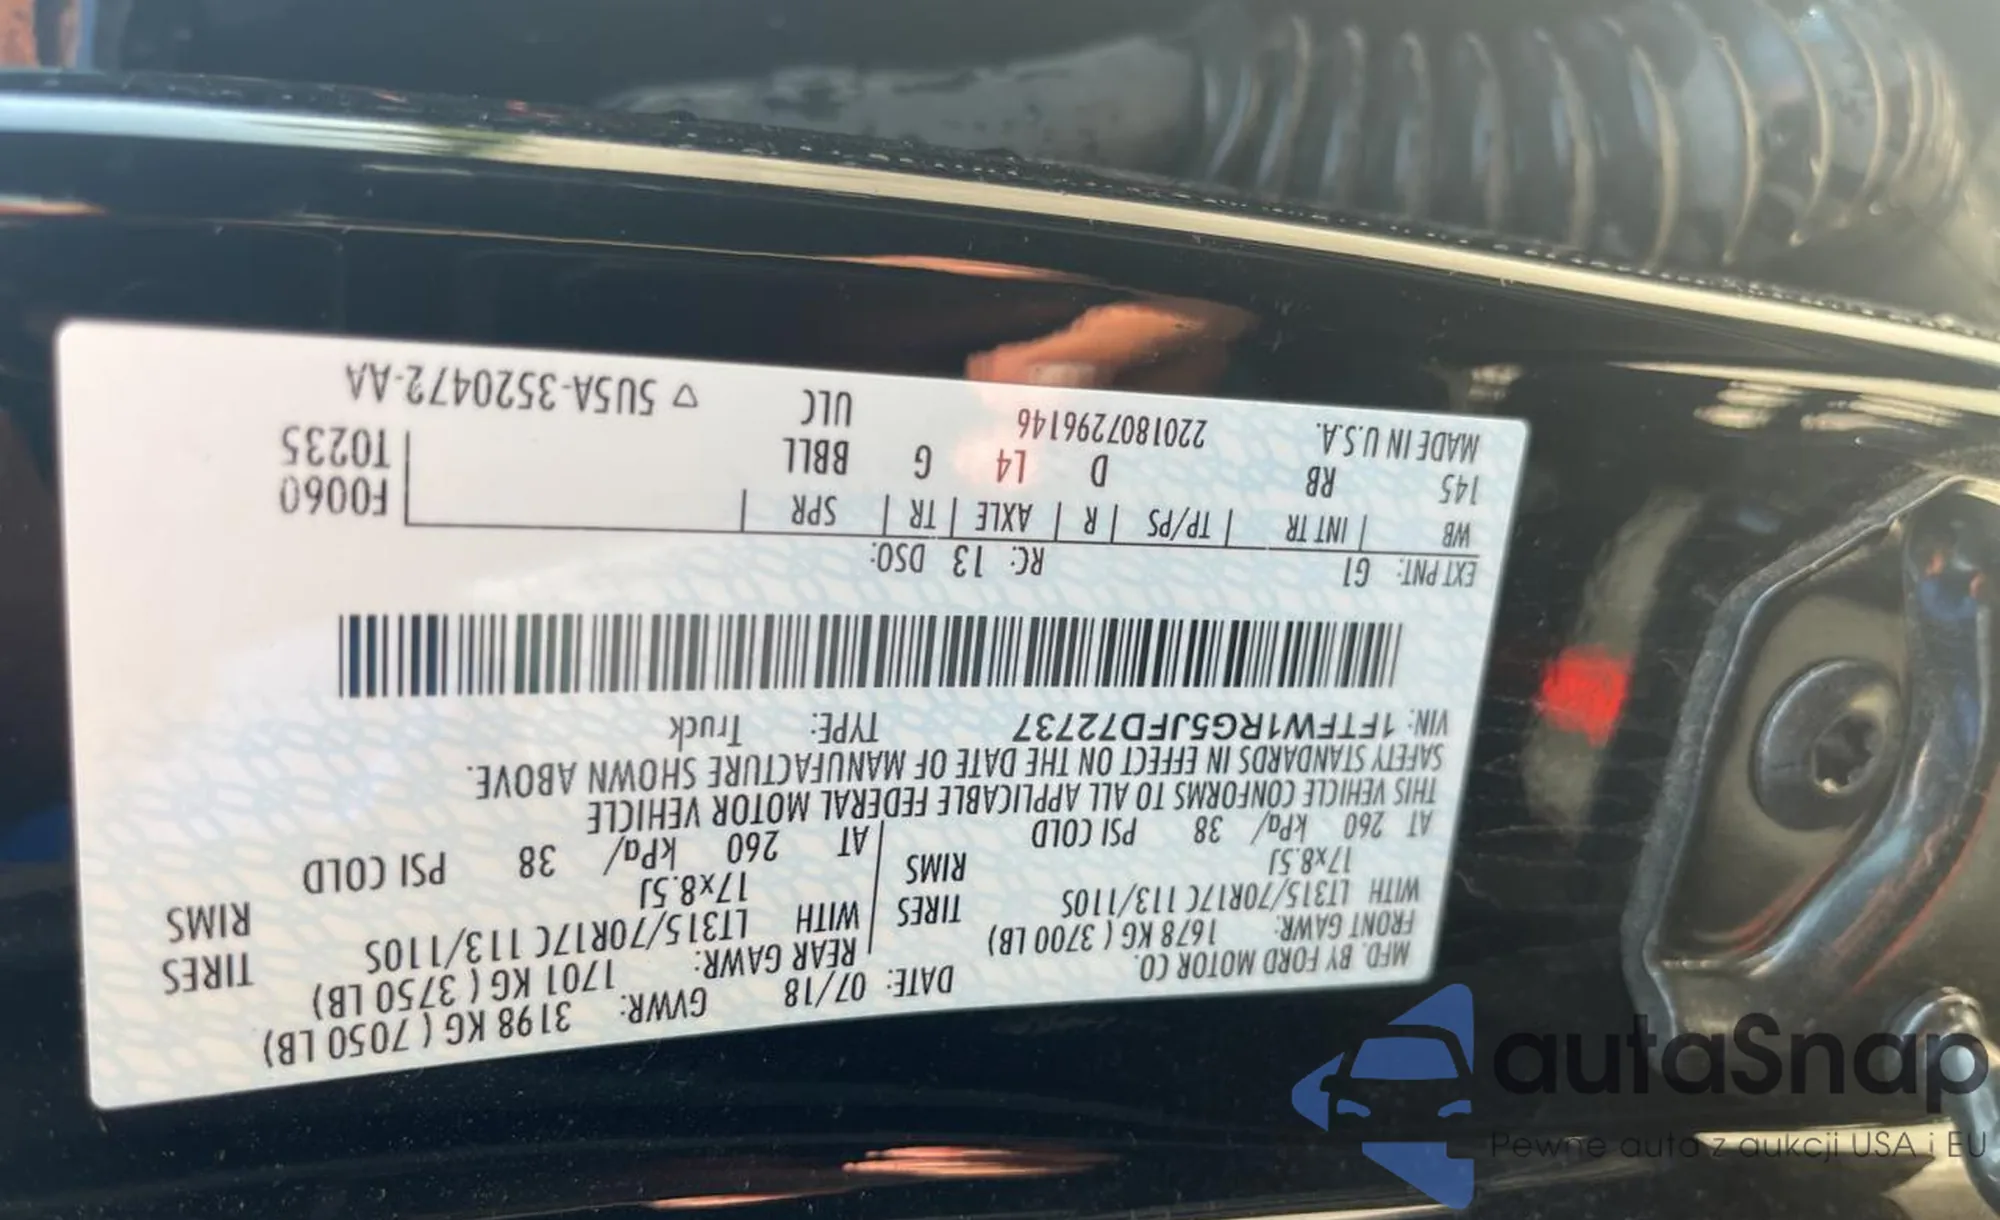 MFD. BY FORD MOTOR CO.
DATE: 07/18 GVWR: 3198 KG ( 7050 LB)
FRONT GAWR: 1678 KG ( 3700 LB) REAR GAWR: 1701 KG ( 3750 LB)
WITH LT315/70R17C 113/110S TIRES WITH LT315/70R17C 113/110S TIRES
17x8.5J RIMS 17x8.5J RIMS
AT 260 kPa/ 38 PSI COLD AT 260 kPa/ 38 PSI COLD
THIS VEHICLE CONFORMS TO ALL APPLICABLE FEDERAL MOTOR VEHICLE
SAFETY STANDARDS IN EFFECT ON THE DATE OF MANUFACTURE SHOWN ABOVE.
VIN: 1FTFW1RG5JFD72737 TYPE: Truck
EXT PNT: G1 RC: 13 DSO:
WB | INT TR | TP/PS | R | AXLE | TR | SPR | F0060
145 RB D L4 G BBLL T0235
MADE IN U.S.A. 2201807296146 ULC ▽ 5U5A-3520472-AA
autaSnap
Pewne auto z aukcji USA i EU